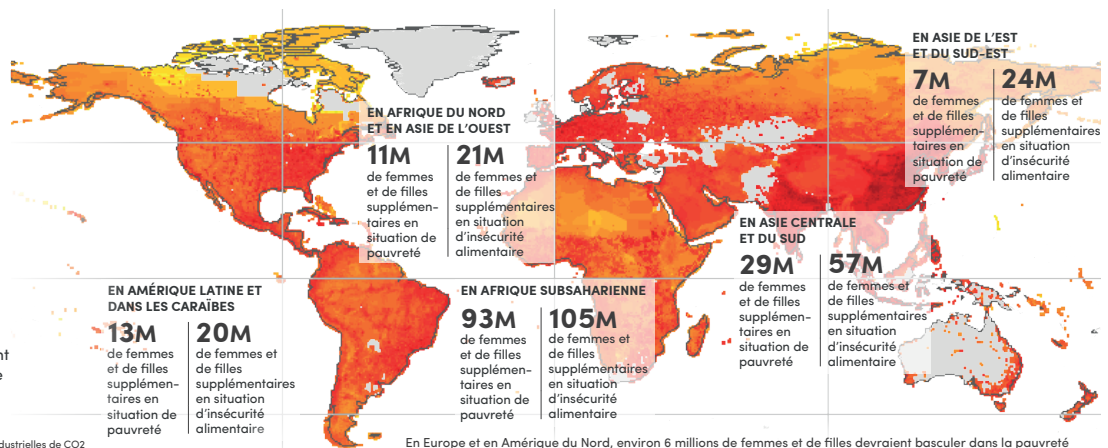 EN ASIE DE L'EST
ET DU SUD-EST
7M
de femmes
et de filles
supplémen-
taires en
situation de
pauvreté
24M
de femmes et
de filles
supplémentaires
en situation
d'insécurité
alimentaire
EN AFRIQUE DU NORD
ET EN ASIE DE L'OUEST
11M
de femmes
et de filles
supplémen-
taires en
situation de
pauvreté
21M
de femmes et
de filles
supplémentaires
en situation
d'insécurité
alimentaire
EN ASIE CENTRALE
ET DU SUD
29M
de femmes
et de filles
supplémen-
taires en
situation de
pauvreté
57M
de femmes et
de filles
supplémentaires
en situation
d'insécurité
alimentaire
EN AMÉRIQUE LATINE ET
DANS LES CARAÏBES
13M
de femmes
et de filles
supplémen-
taires en
situation de
pauvreté
20M
de femmes et
de filles
supplémentaires
en situation
d'insécurité
alimentaire
EN AFRIQUE SUBSAHARIENNE
93M
de femmes
et de filles
supplémen-
taires en
situation de
pauvreté
105M
de femmes et
de filles
supplémentaires
en situation
d'insécurité
alimentaire
de CO2
En Europe et en Amérique du Nord, environ 6 millions de femmes et de filles devraient basculer dans la pauvreté